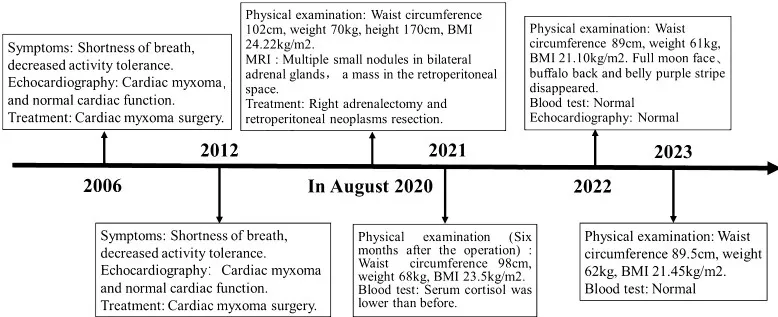 Symptoms: Shortness of breath,
decreased activity tolerance.
Echocardiography: Cardiac myxoma,
and normal cardiac function.
Treatment: Cardiac myxoma surgery.
Physical examination: Waist circumference
102cm, weight 70kg, height 170cm, BMI
24.22kg/m2.
MRI : Multiple small nodules in bilateral
adrenal glands， a mass in the retroperitoneal
space.
Treatment: Right adrenalectomy and
retroperitoneal neoplasms resection.
Physical examination: Waist
circumference 89cm, weight 61kg,
BMI 21.10kg/m2. Full moon face、
buffalo back and belly purple stripe
disappeared.
Blood test: Normal
Echocardiography: Normal
2012
2021
2023
2006
In August 2020
2022
Symptoms: Shortness of breath,
decreased activity tolerance.
Echocardiography： Cardiac myxoma
and normal cardiac function.
Treatment: Cardiac myxoma surgery.
Physical examination (Six
months after the operation) :
Waist circumference 98cm,
weight 68kg, BMI 23.5kg/m2.
Blood test: Serum cortisol was
lower than before.
Physical examination: Waist
circumference 89.5cm, weight
62kg, BMI 21.45kg/m2.
Blood test: Normal